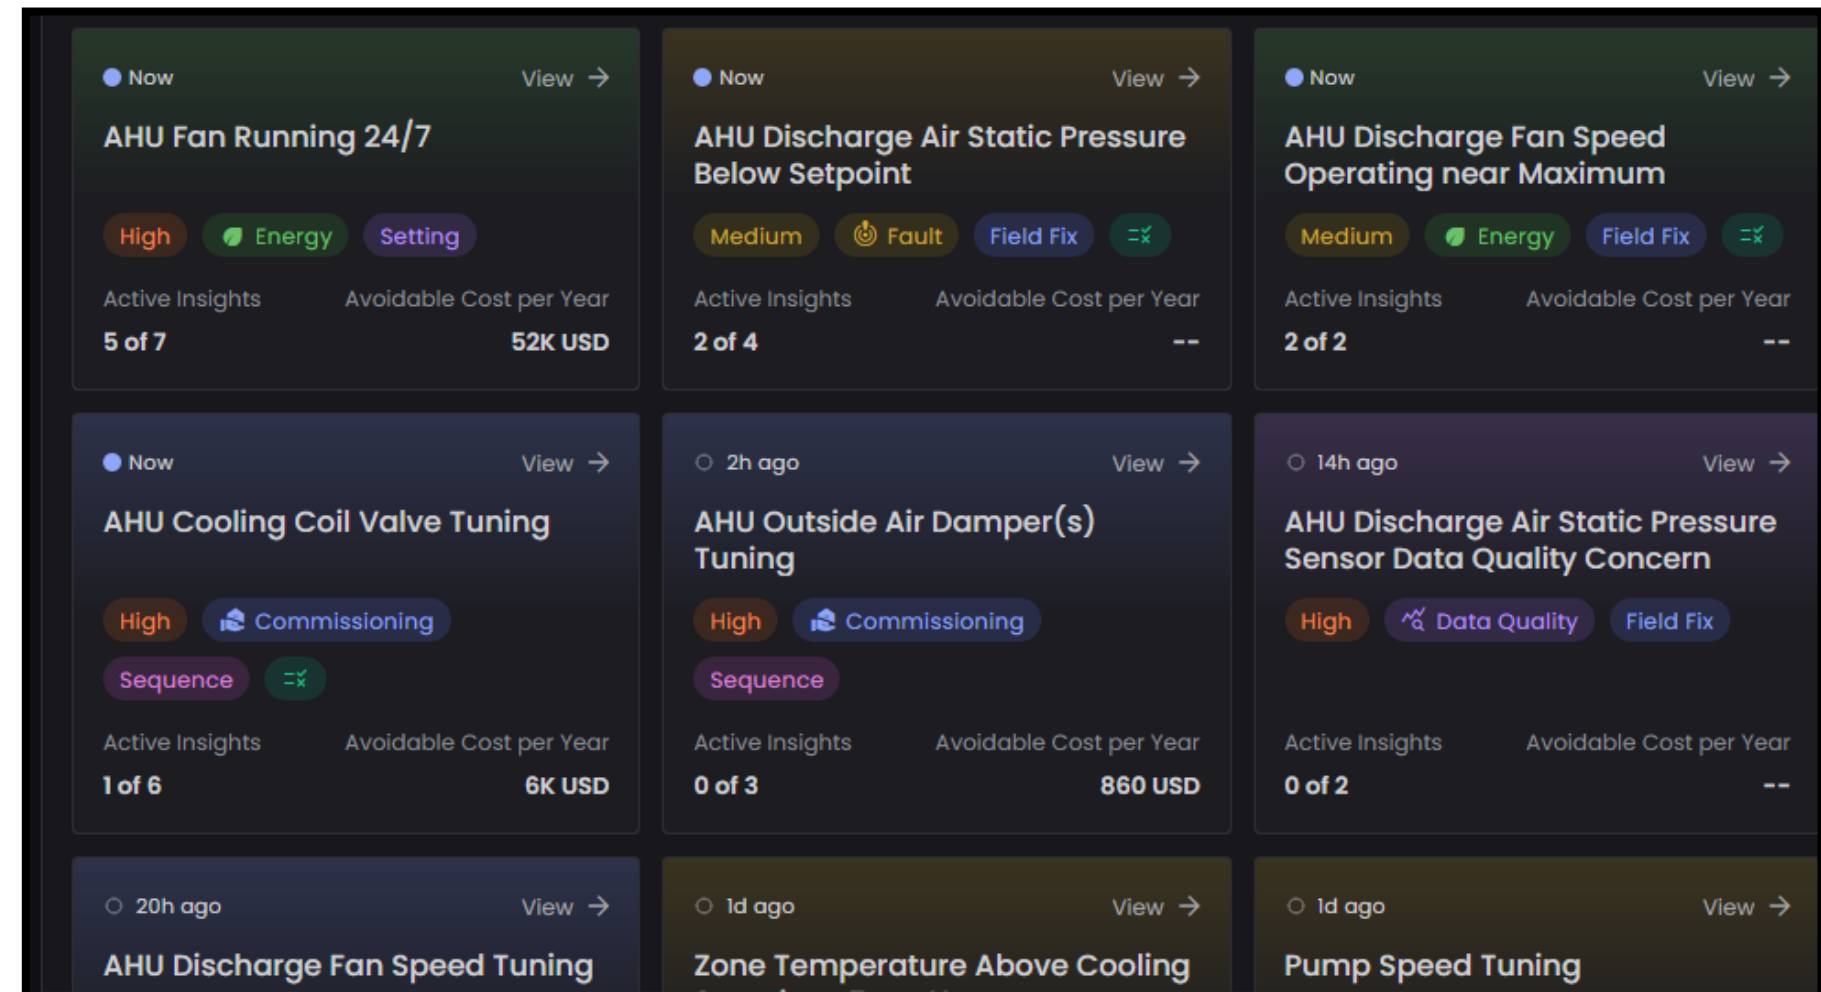 Now View
AHU Fan Running 24/7
High Energy Setting
Active Insights Avoidable Cost per Year
5 of 7 52K USD
Now View
AHU Discharge Air Static Pressure
Below Setpoint
Medium Fault Field Fix
Active Insights Avoidable Cost per Year
2 of 4 --
Now View
AHU Discharge Fan Speed
Operating near Maximum
Medium Energy Field Fix
Active Insights Avoidable Cost per Year
2 of 2 --
Now View
AHU Cooling Coil Valve Tuning
High Commissioning
Sequence
Active Insights Avoidable Cost per Year
1 of 6 6K USD
2h ago View
AHU Outside Air Damper(s)
Tuning
High Commissioning
Sequence
Active Insights Avoidable Cost per Year
0 of 3 860 USD
14h ago View
AHU Discharge Air Static Pressure
Sensor Data Quality Concern
High Data Quality Field Fix
Active Insights Avoidable Cost per Year
0 of 2 --
20h ago View
AHU Discharge Fan Speed Tuning
1d ago View
Zone Temperature Above Cooling
1d ago View
Pump Speed Tuning